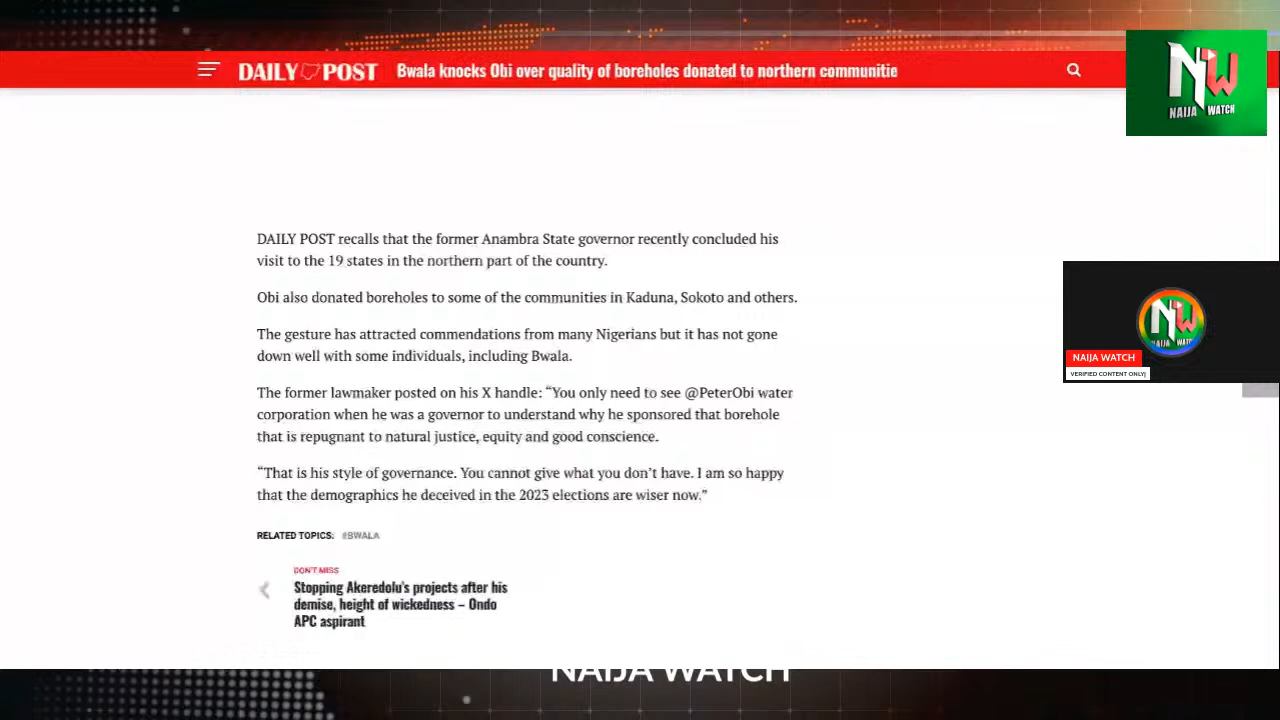 DAILY POST
Bwala knocks Obi over quality of boreholes donated to northern communitie
NW
NAIJA WATCH
DAILY POST recalls that the former Anambra State governor recently concluded his
visit to the 19 states in the northern part of the country.
Obi also donated boreholes to some of the communities in Kaduna, Sokoto and others.
The gesture has attracted commendations from many Nigerians but it has not gone
down well with some individuals, including Bwala.
The former lawmaker posted on his X handle: “You only need to see @PeterObi water
corporation when he was a governor to understand why he sponsored that borehole
that is repugnant to natural justice, equity and good conscience.
“That is his style of governance. You cannot give what you don’t have. I am so happy
that the demographics he deceived in the 2023 elections are wiser now.”
RELATED TOPICS: #BWALA
DON'T MISS
Stopping Akeredolu’s projects after his
demise, height of wickedness – Ondo
APC aspirant
NW
NAIJA WATCH
NAIJA WATCH
VERIFIED CONTENT ONLY|
NAIJA WATCH